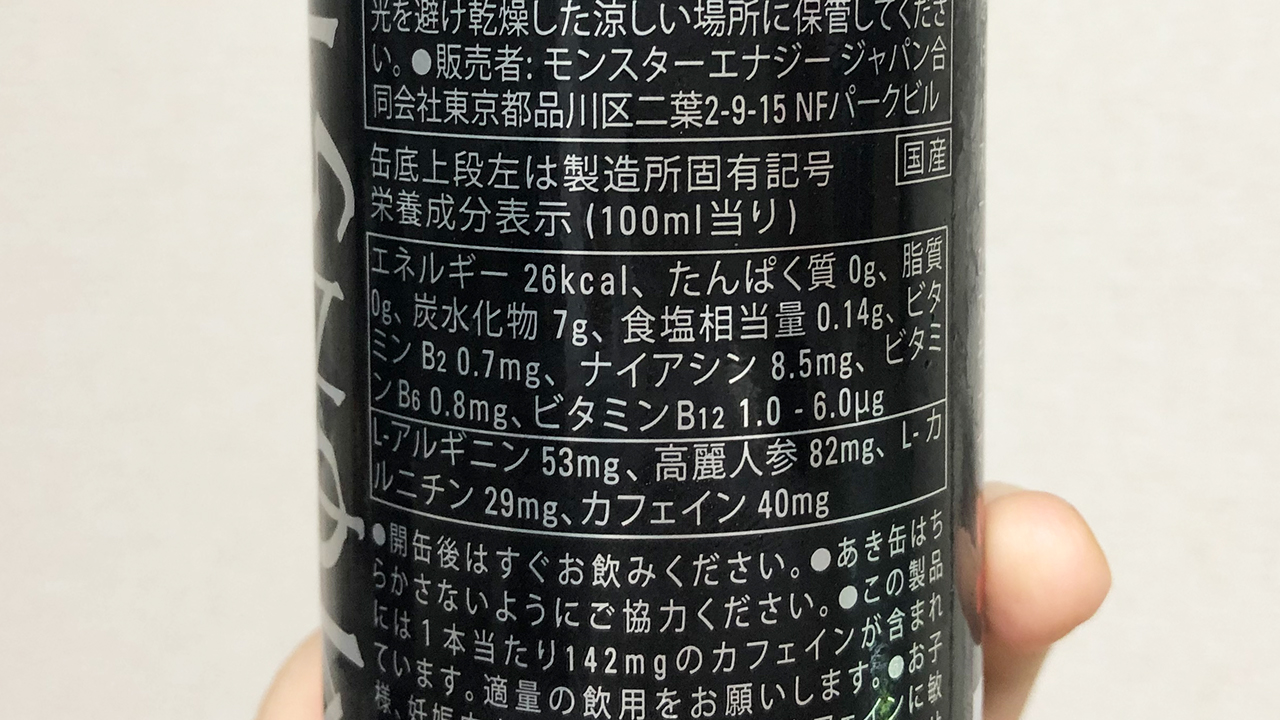 光を避け乾燥した涼しい場所に保管してくださ
い。●販売者: モンスターエナジー ジャパン合
同会社東京都品川区二葉2-9-15 NFパークビル
缶底上段左は製造所固有記号
国産
栄養成分表示 (100ml当り)
エネルギー 26kcal、たんぱく質 0g、脂質
0g、炭水化物 7g、食塩相当量 0.14g、ビタ
ミン B2 0.7mg、ナイアシン 8.5mg、ビタミ
ン B6 0.8mg、ビタミン B12 1.0 - 6.0μg
L-アルギニン 53mg、高麗人参 82mg、L- カ
ルニチン 29mg、カフェイン 40mg
●開缶後はすぐお飲みください。●あき缶はち
らかさないようにご協力ください。●この製品
には1本当たり142mgのカフェインが含まれ
ています。適量の飲用をお願いします。●お子
様、妊娠
に敏